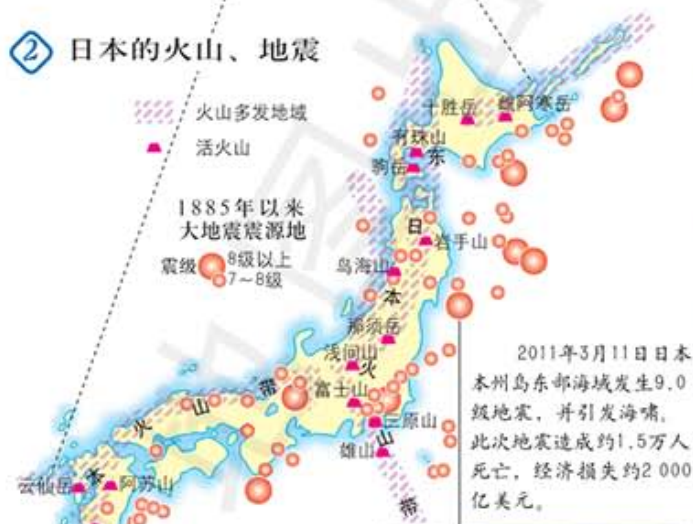 2 日本的火山、地震
火山多发地域
活火山
1885年以来
大地震震源地
震级 8级以上
7~8级
十胜岳
雄阿寒岳
有珠山
驹岳
东日本火山带
岩手山
鸟海山
那须岳
浅间山
富士山
三原山
雄山
火山带
本
云仙岳
阿苏山
2011年3月11日日本
本州岛东部海域发生9.0
级地震，并引发海啸。
此次地震造成约1.5万人
死亡，经济损失约2 000
亿美元。